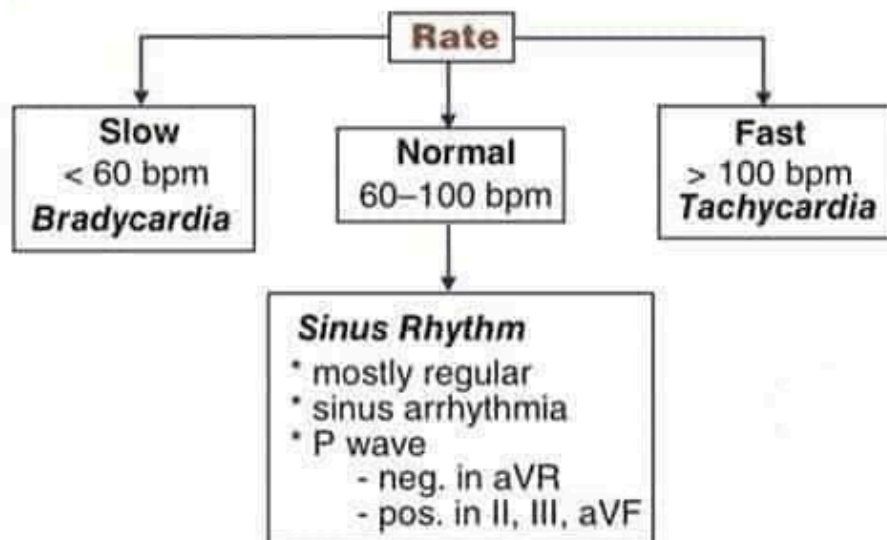 Rate
Slow
< 60 bpm
Bradycardia
Normal
60–100 bpm
Fast
> 100 bpm
Tachycardia
Sinus Rhythm
* mostly regular
* sinus arrhythmia
* P wave
- neg. in aVR
- pos. in II, III, aVF